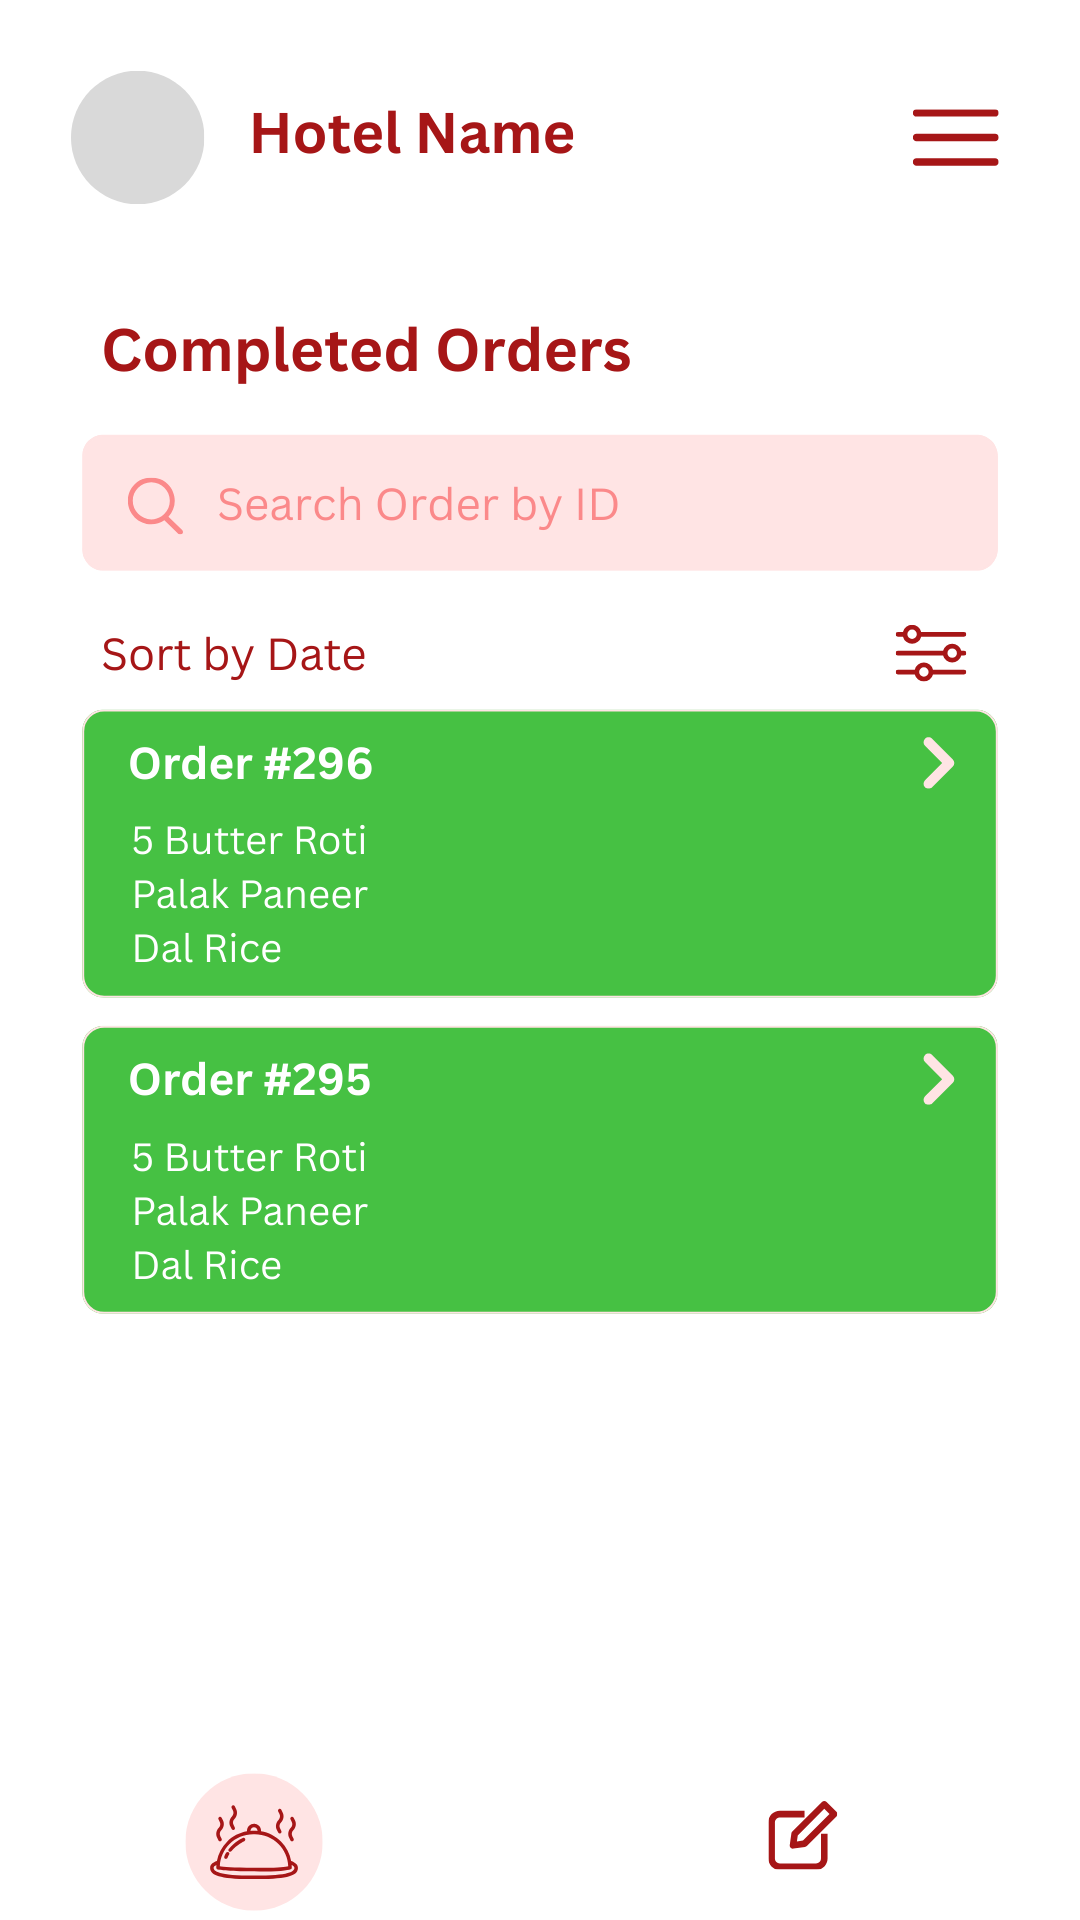 Hotel Name
Completed Orders
Search Order by ID
Sort by Date
Order #296
5 Butter Roti
Palak Paneer
Dal Rice
Order #295
5 Butter Roti
Palak Paneer
Dal Rice